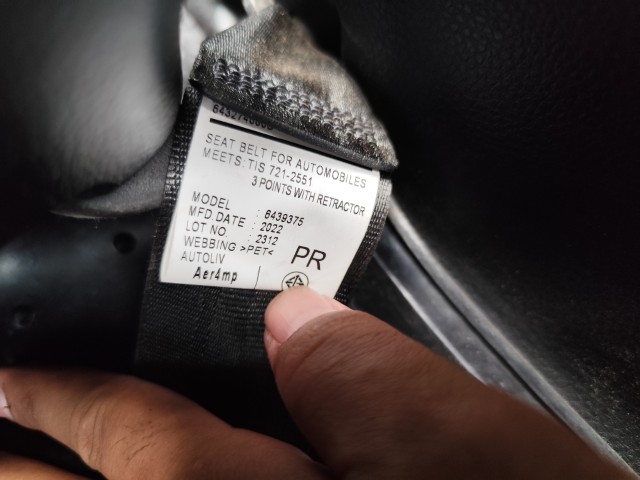 SEAT BELT FOR AUTOMOBILES
MEETS: TIS 721-2551
3 POINTS WITH RETRACTOR
MODEL : 6439375
MFD DATE : 2022
LOT NO. : 2312
WEBBING >PET<
AUTOLIV
PR
Aer4mp